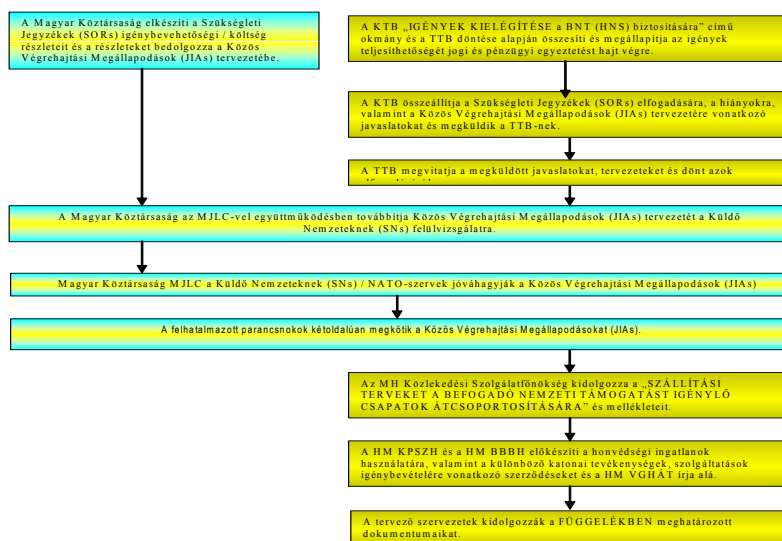 A Magyar Köztársaság elkészíti a Szükségleti
Jegyzékek (SORs) igénybevehetőségi / költség
részleteit és a részleteket bedolgozza a Közös
Végrehajtási Megállapodások (JIAs) tervezetébe.
A KTB „IGÉNYEK KIELÉGÍTÉSE a BNT (HNS) biztosítására” című
okmány és a TTB döntése alapján összesíti és megállapítja az igények
teljesíthetőségét jogi és pénzügyi egyeztetést hajt végre.
A KTB összeállítja a Szükségleti Jegyzékek (SORs) elfogadására, a hiányokra,
valamint a Közös Végrehajtási Megállapodások (JIAs) tervezetére vonatkozó
javaslatokat és megküldik a TTB-nek.
A TTB megvitatja a megküldött javaslatokat, tervezeteket és dönt azok
A Magyar Köztársaság az MJLC-vel együttműködésben továbbítja Közös Végrehajtási Megállapodások (JIAs) tervezetét a Küldő
Nemzeteknek (SNs) felülvizsgálatra.
Magyar Köztársaság MJLC a Küldő Nemzeteknek (SNs) / NATO-szervek jóváhagyják a Közös Végrehajtási Megállapodások (JIAs)
A felhatalmazott parancsnokok kétoldalúan megkötik a Közös Végrehajtási Megállapodásokat (JIAs).
Az MH Közlekedési Szolgálatfőnökség kidolgozza a „SZÁLLÍTÁSI
TERVEKET A BEFOGADÓ NEMZETI TÁMOGATÁST IGÉNYLŐ
CSAPATOK ÁTCSOPORTOSÍTÁSÁRA” és mellékleteit.
A HM KPSZH és a HM BBBH előkészíti a honvédségi ingatlanok
használatára, valamint a különböző katonai tevékenységek, szolgáltatások
igénybevételére vonatkozó szerződéseket és a HM VGHÁT írja alá.
A tervező szervezetek kidolgozzák a FÜGGELÉKBEN meghatározott
dokumentumaikat.